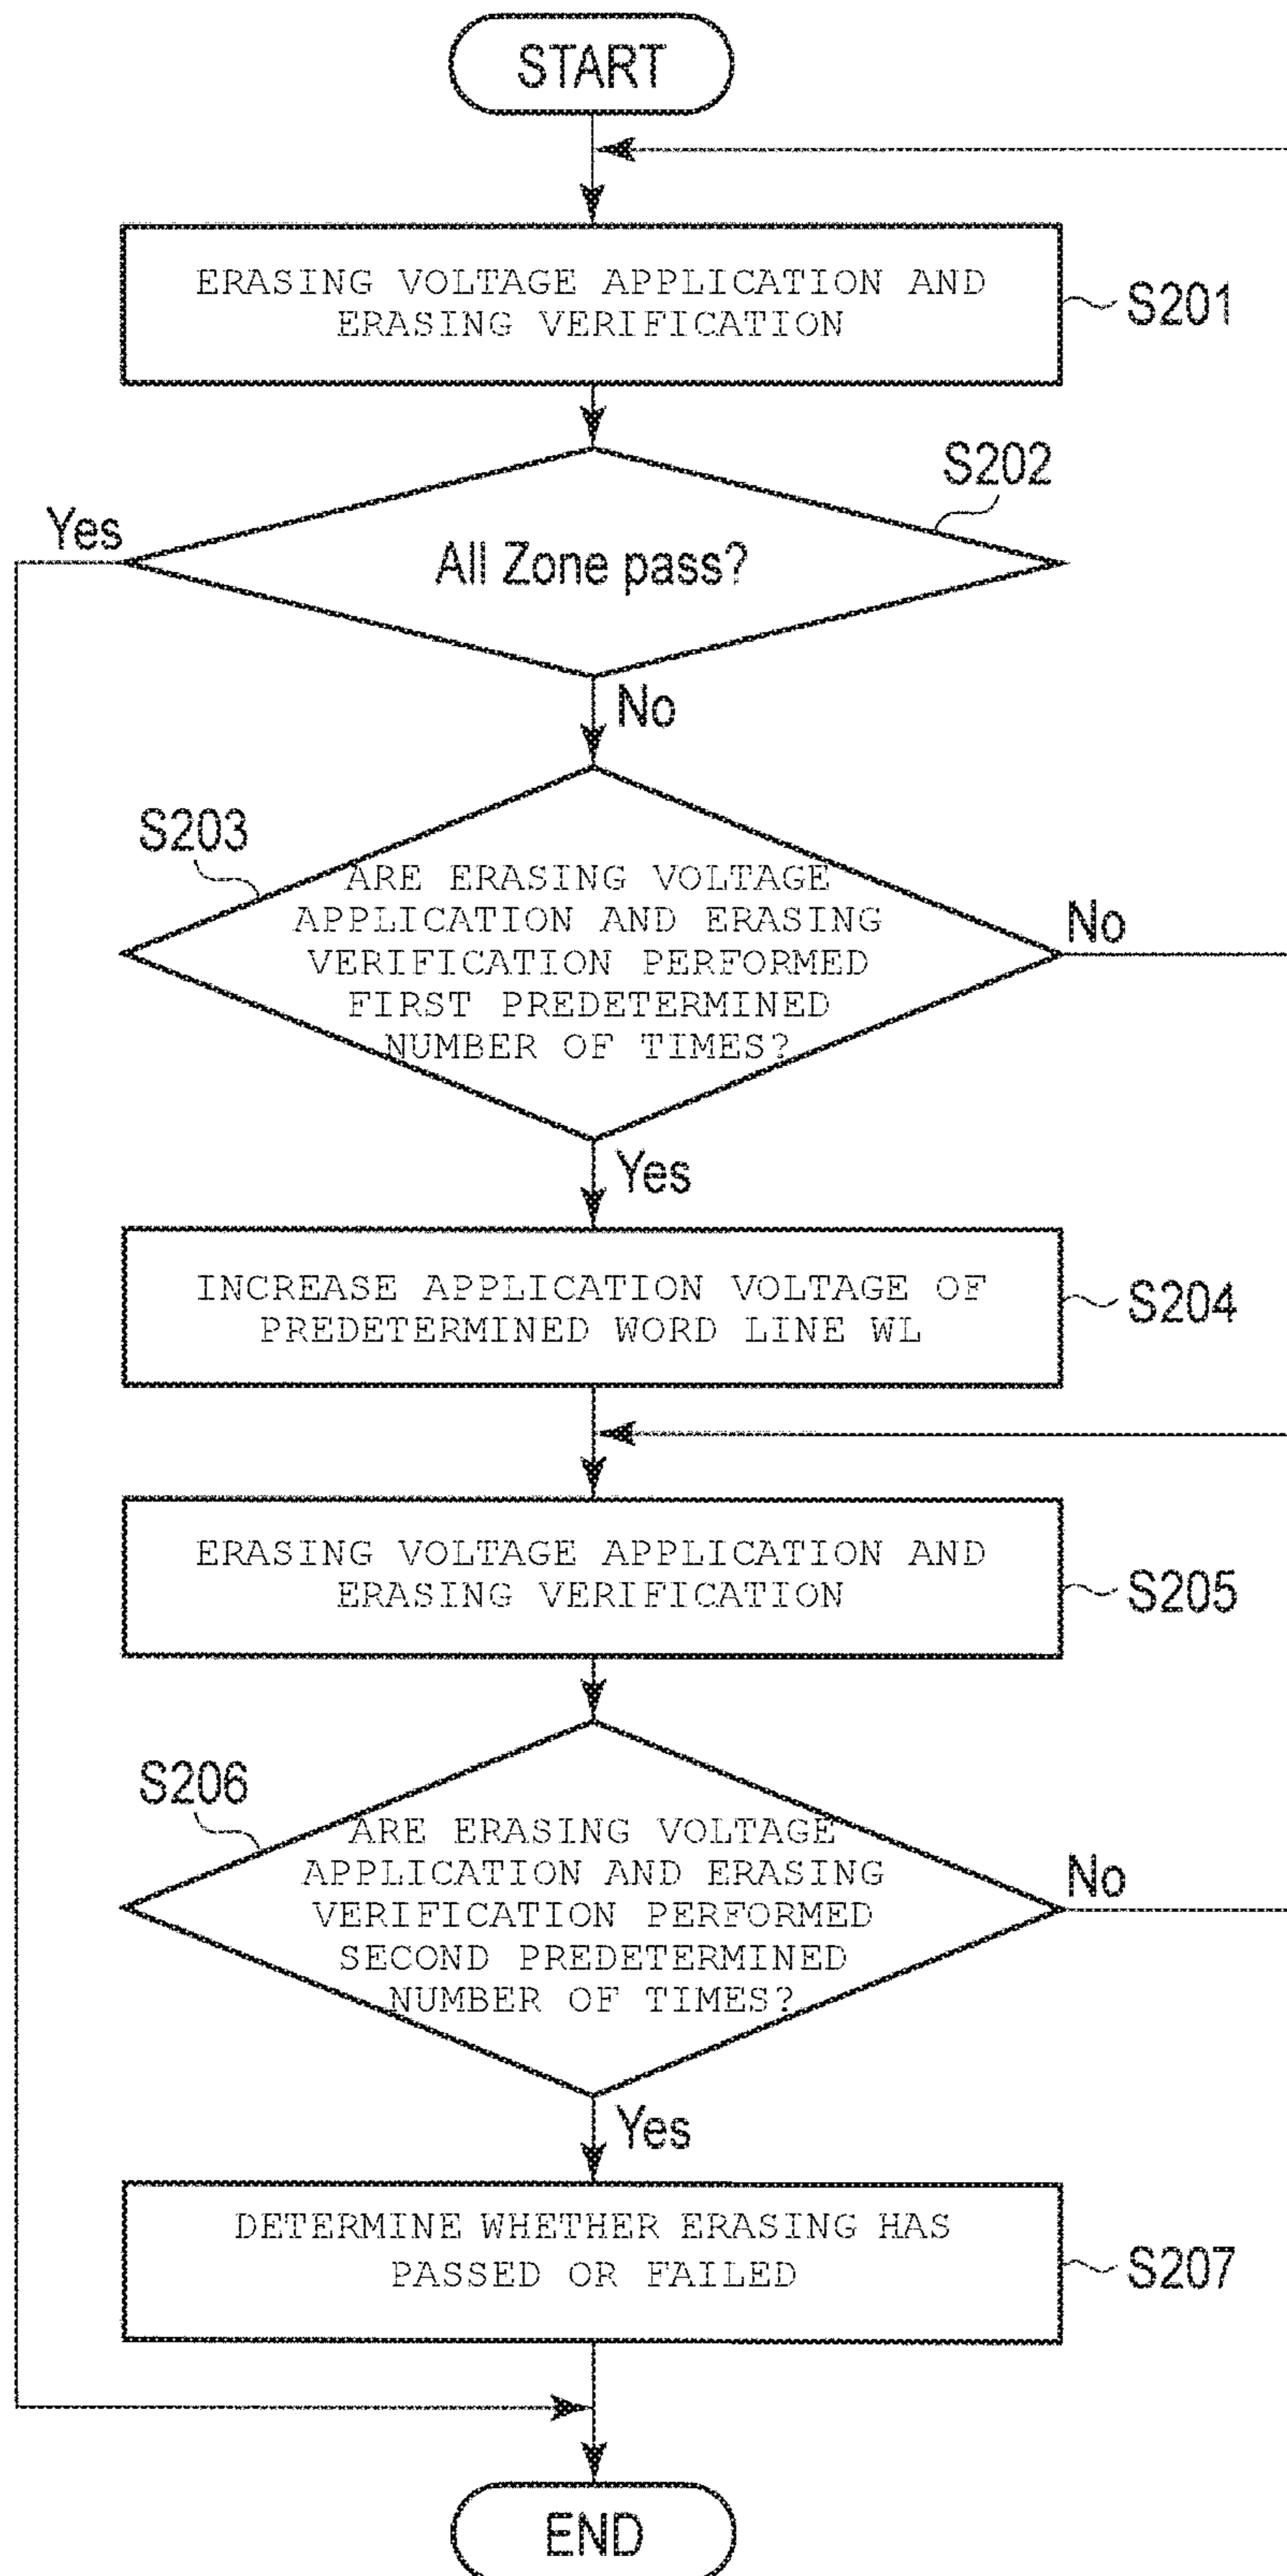 START
ERASING VOLTAGE APPLICATION AND
ERASING VERIFICATION
S201
S202
Yes
All Zone pass?
No
S203
ARE ERASING VOLTAGE
APPLICATION AND ERASING
VERIFICATION PERFORMED
FIRST PREDETERMINED
NUMBER OF TIMES?
No
Yes
INCREASE APPLICATION VOLTAGE OF
PREDETERMINED WORD LINE WL
S204
ERASING VOLTAGE APPLICATION AND
ERASING VERIFICATION
S205
S206
ARE ERASING VOLTAGE
APPLICATION AND ERASING
VERIFICATION PERFORMED
SECOND PREDETERMINED
NUMBER OF TIMES?
No
Yes
DETERMINE WHETHER ERASING HAS
PASSED OR FAILED
S207
END